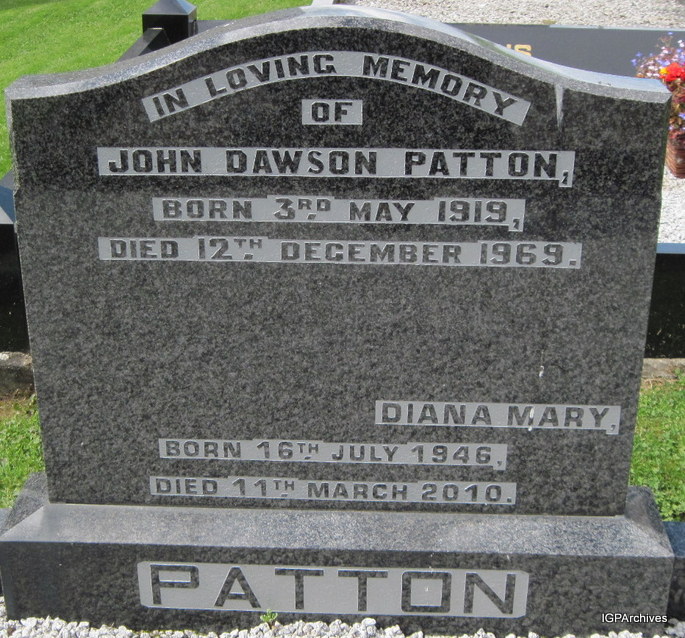 IN LOVING MEMORY
OF
JOHN DAWSON PATTON,
BORN 3RD. MAY 1919,
DIED 12TH. DECEMBER 1969.
DIANA MARY,
BORN 16TH. JULY 1946,
DIED 11TH. MARCH 2010.
PATTON
IGPArchives